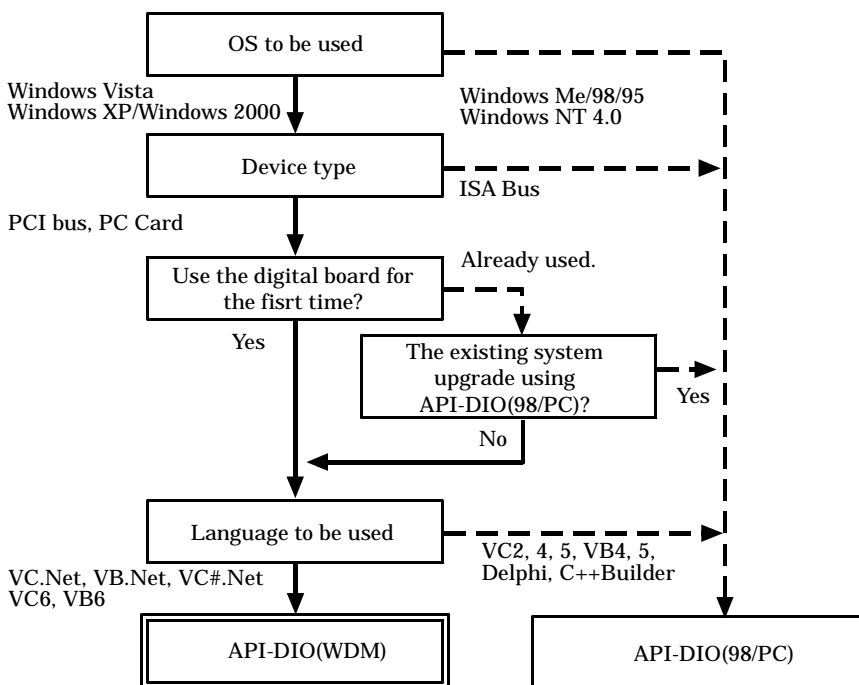 OS to be used
Windows Vista
Windows XP/Windows 2000
Windows Me/98/95
Windows NT 4.0
Device type
ISA Bus
PCI bus, PC Card
Use the digital board for
the fisrt time?
Already used.
Yes
The existing system
upgrade using
API-DIO(98/PC)?
Yes
No
Language to be used
VC2, 4, 5, VB4, 5,
Delphi, C++Builder
VC.Net, VB.Net, VC#.Net
VC6, VB6
API-DIO(WDM)
API-DIO(98/PC)